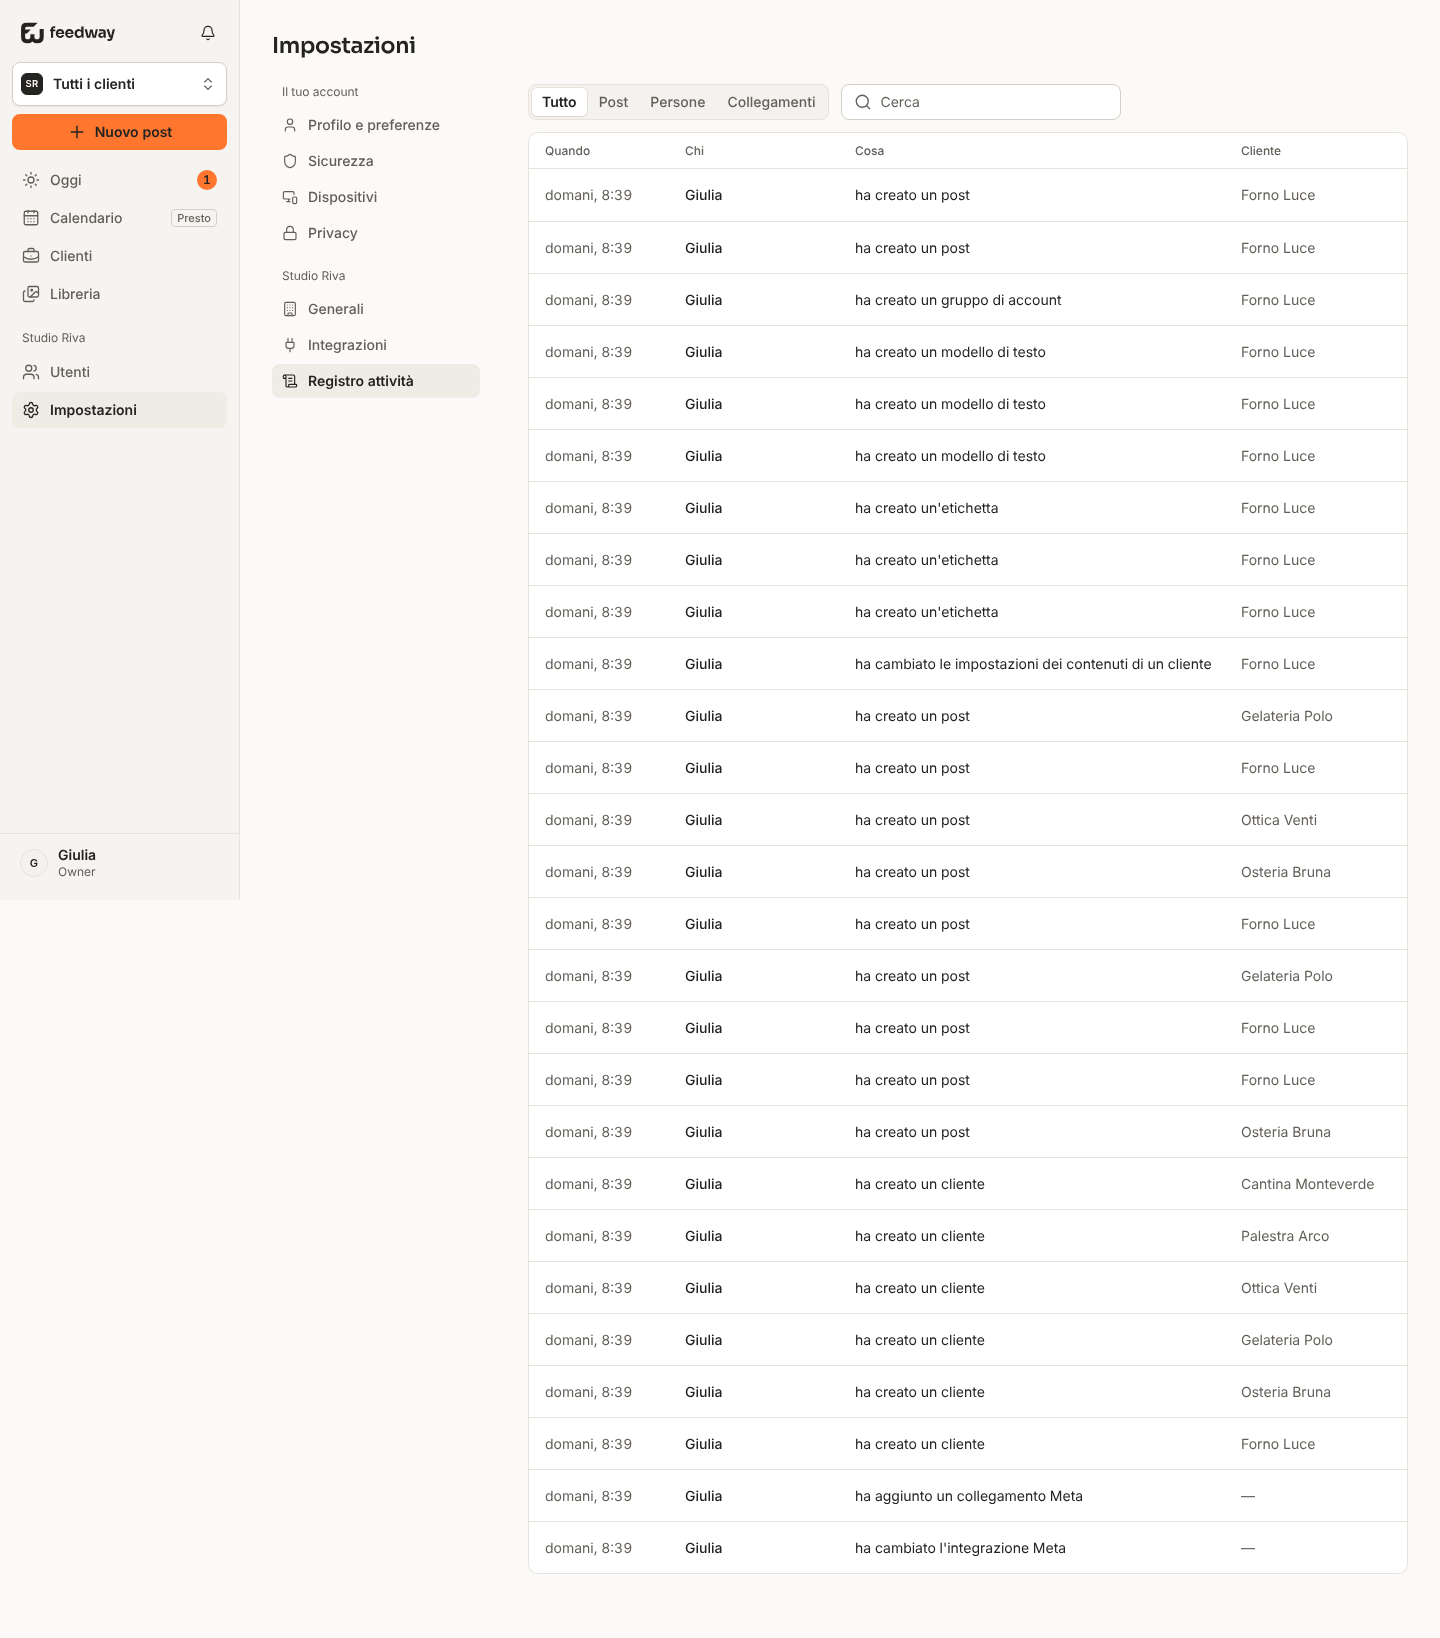 feedway
SR Tutti i clienti
Nuovo post
Oggi 1
Calendario Presto
Clienti
Libreria
Studio Riva
Utenti
Impostazioni
G Giulia
Owner
Impostazioni
Il tuo account
Profilo e preferenze
Sicurezza
Dispositivi
Privacy
Studio Riva
Generali
Integrazioni
Registro attività
Tutto Post Persone Collegamenti Cerca
Quando Chi Cosa Cliente
domani, 8:39 Giulia ha creato un post Forno Luce
domani, 8:39 Giulia ha creato un post Forno Luce
domani, 8:39 Giulia ha creato un gruppo di account Forno Luce
domani, 8:39 Giulia ha creato un modello di testo Forno Luce
domani, 8:39 Giulia ha creato un modello di testo Forno Luce
domani, 8:39 Giulia ha creato un modello di testo Forno Luce
domani, 8:39 Giulia ha creato un'etichetta Forno Luce
domani, 8:39 Giulia ha creato un'etichetta Forno Luce
domani, 8:39 Giulia ha creato un'etichetta Forno Luce
domani, 8:39 Giulia ha cambiato le impostazioni dei contenuti di un cliente Forno Luce
domani, 8:39 Giulia ha creato un post Gelateria Polo
domani, 8:39 Giulia ha creato un post Forno Luce
domani, 8:39 Giulia ha creato un post Ottica Venti
domani, 8:39 Giulia ha creato un post Osteria Bruna
domani, 8:39 Giulia ha creato un post Forno Luce
domani, 8:39 Giulia ha creato un post Gelateria Polo
domani, 8:39 Giulia ha creato un post Forno Luce
domani, 8:39 Giulia ha creato un post Forno Luce
domani, 8:39 Giulia ha creato un post Osteria Bruna
domani, 8:39 Giulia ha creato un cliente Cantina Monteverde
domani, 8:39 Giulia ha creato un cliente Palestra Arco
domani, 8:39 Giulia ha creato un cliente Ottica Venti
domani, 8:39 Giulia ha creato un cliente Gelateria Polo
domani, 8:39 Giulia ha creato un cliente Osteria Bruna
domani, 8:39 Giulia ha creato un cliente Forno Luce
domani, 8:39 Giulia ha aggiunto un collegamento Meta —
domani, 8:39 Giulia ha cambiato l'integrazione Meta —